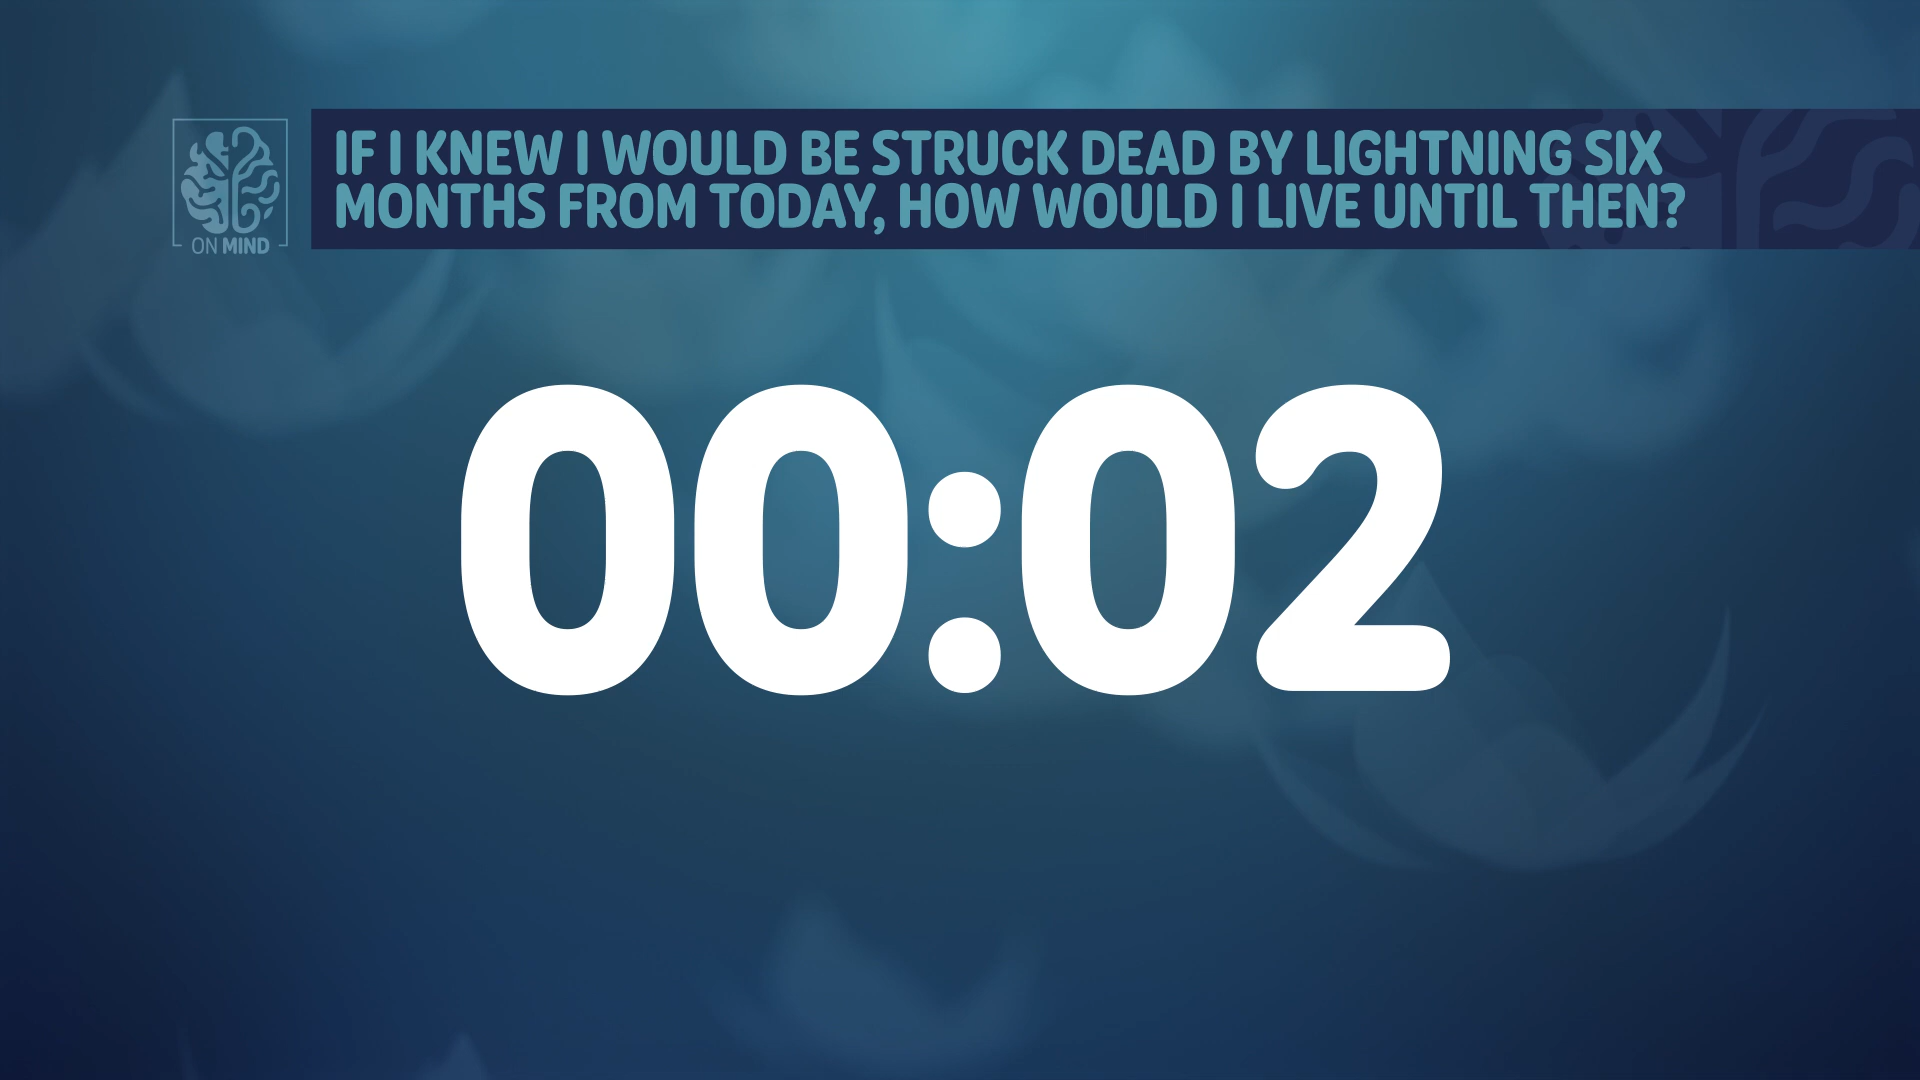 IF I KNEW I WOULD BE STRUCK DEAD BY LIGHTNING SIX
MONTHS FROM TODAY, HOW WOULD I LIVE UNTIL THEN?
ON MIND
00:02